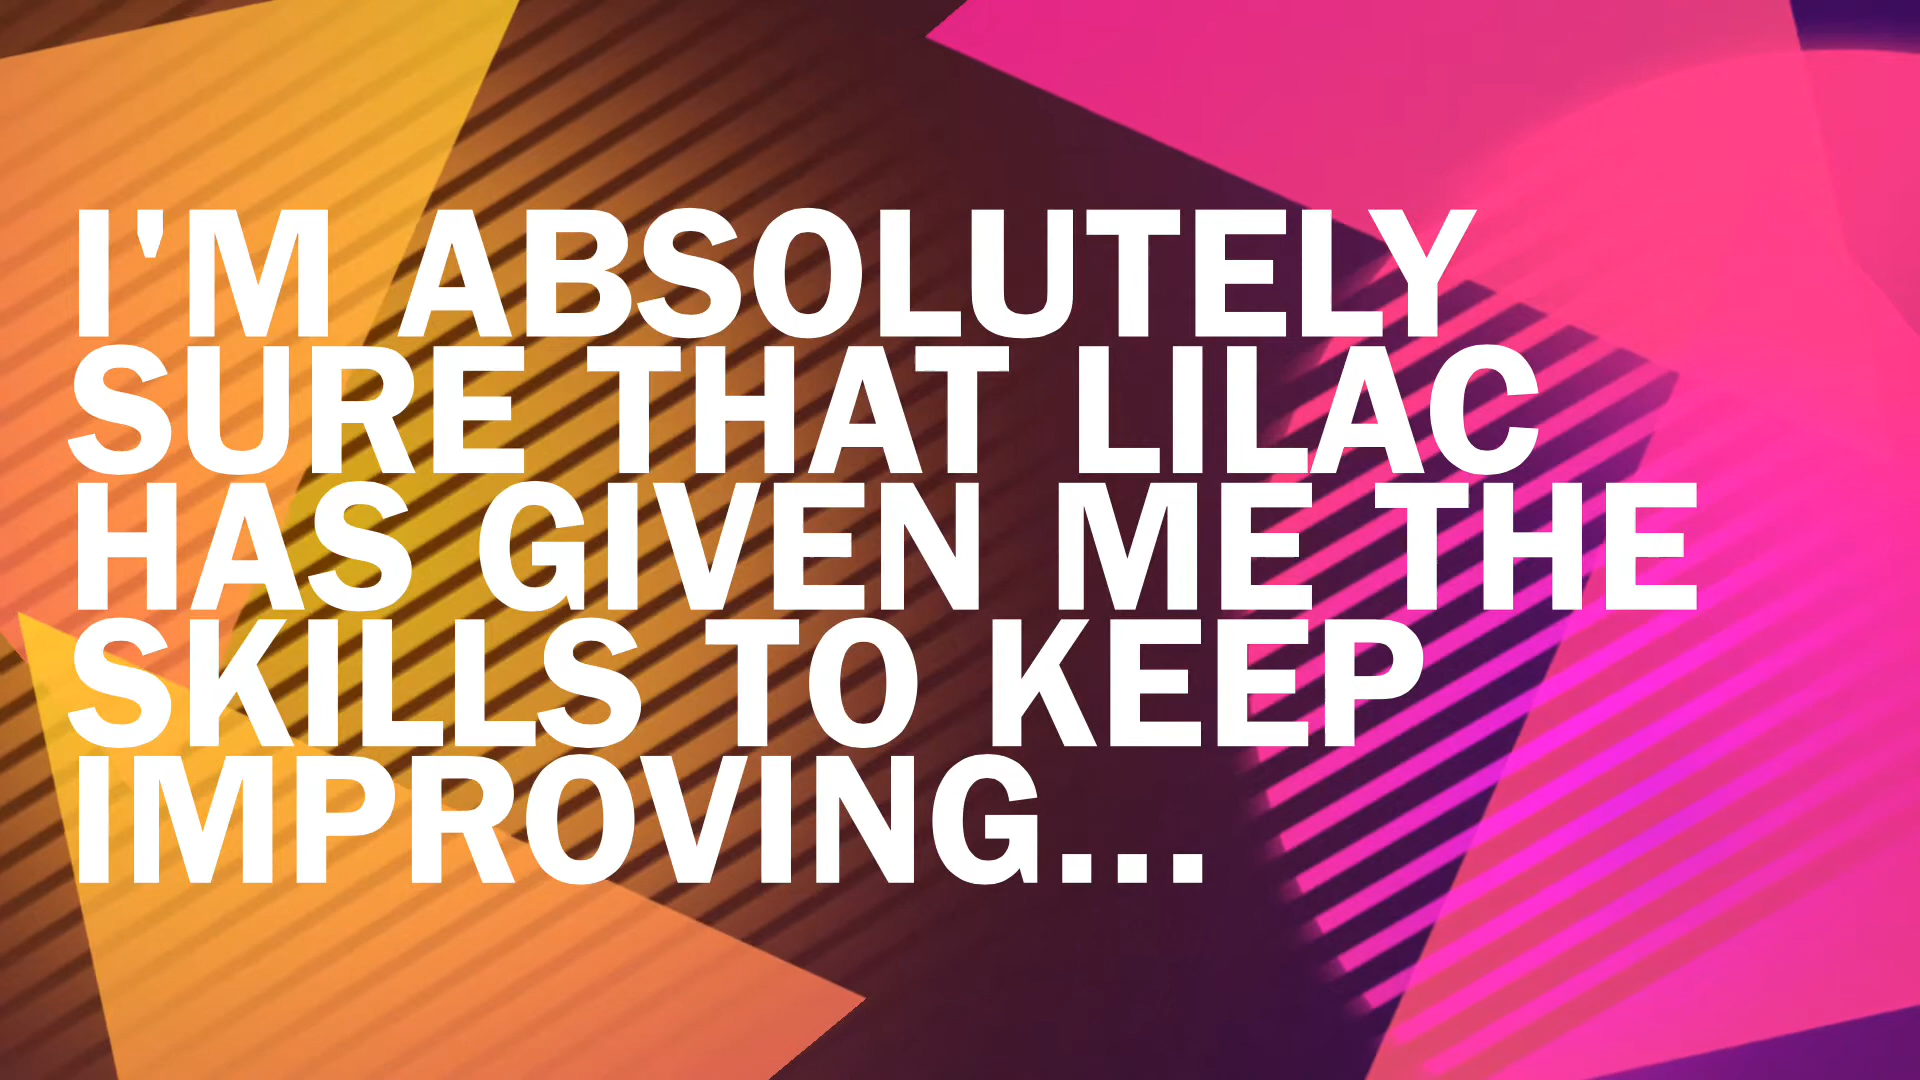 I'M ABSOLUTELY
SURE THAT LILAC
HAS GIVEN ME THE
SKILLS TO KEEP
IMPROVING...